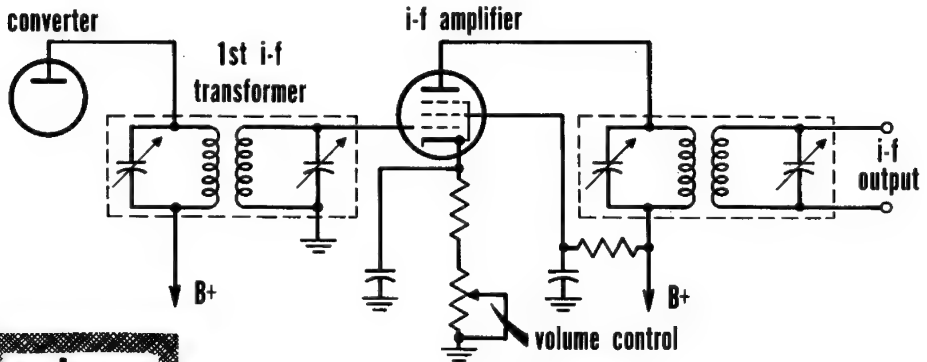 converter
i-f amplifier
1st i-f
transformer
i-f
output
B+
B+
volume control